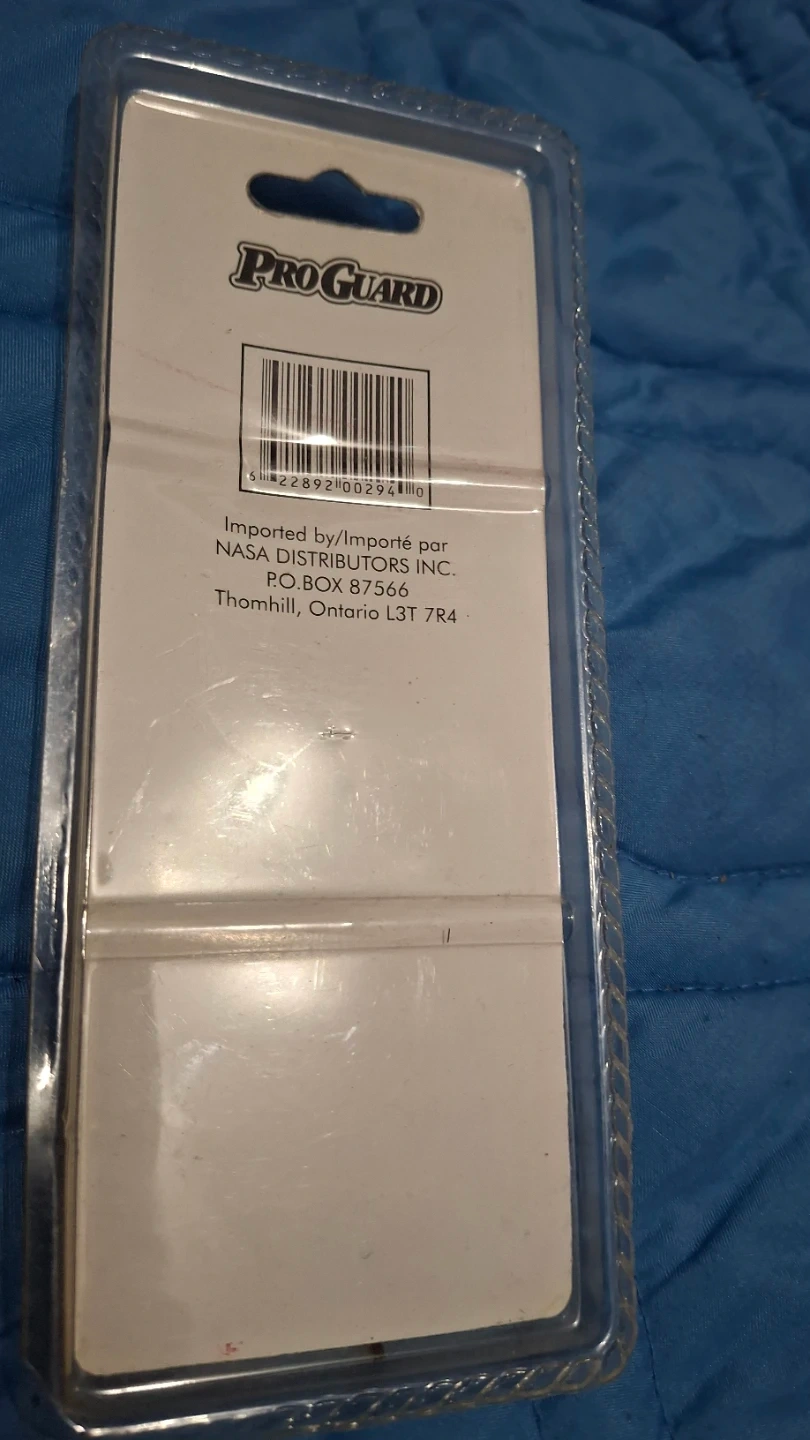 PROGUARD
6 22892 00294 0
Imported by/Importé par
NASA DISTRIBUTORS INC.
P.O.BOX 87566
Thornhill, Ontario L3T 7R4